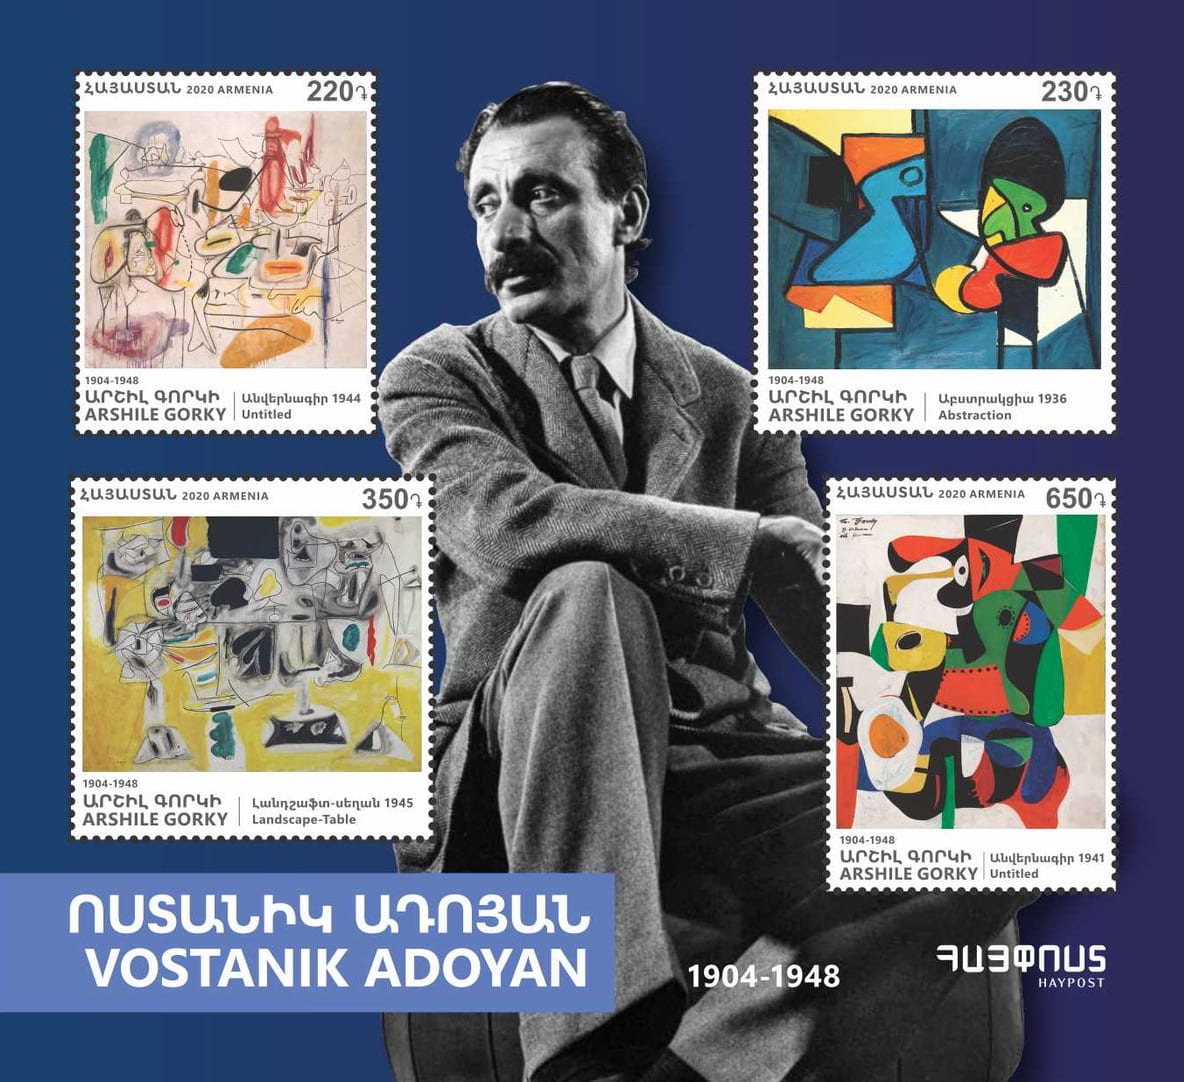 ՀԱՅԱՍՏԱՆ 2020 ARMENIA 220֏
1904-1948
ԱՐՇԻԼ ԳՈՐԿԻ
ARSHILE GORKY
Անվերնագիր 1944
Untitled
ՀԱՅԱՍՏԱՆ 2020 ARMENIA 230֏
1904-1948
ԱՐՇԻԼ ԳՈՐԿԻ
ARSHILE GORKY
Աբստրակցիա 1936
Abstraction
ՀԱՅԱՍՏԱՆ 2020 ARMENIA 350֏
1904-1948
ԱՐՇԻԼ ԳՈՐԿԻ
ARSHILE GORKY
Լանդշաֆտ-սեղան 1945
Landscape-Table
ՀԱՅԱՍՏԱՆ 2020 ARMENIA 650֏
1904-1948
ԱՐՇԻԼ ԳՈՐԿԻ
ARSHILE GORKY
Անվերնագիր 1941
Untitled
ՈՍՏԱՆԻԿ ԱԴՈՅԱՆ
VOSTANIK ADOYAN
1904-1948
ՀԱՅՓՈՍՏ
HAYPOST